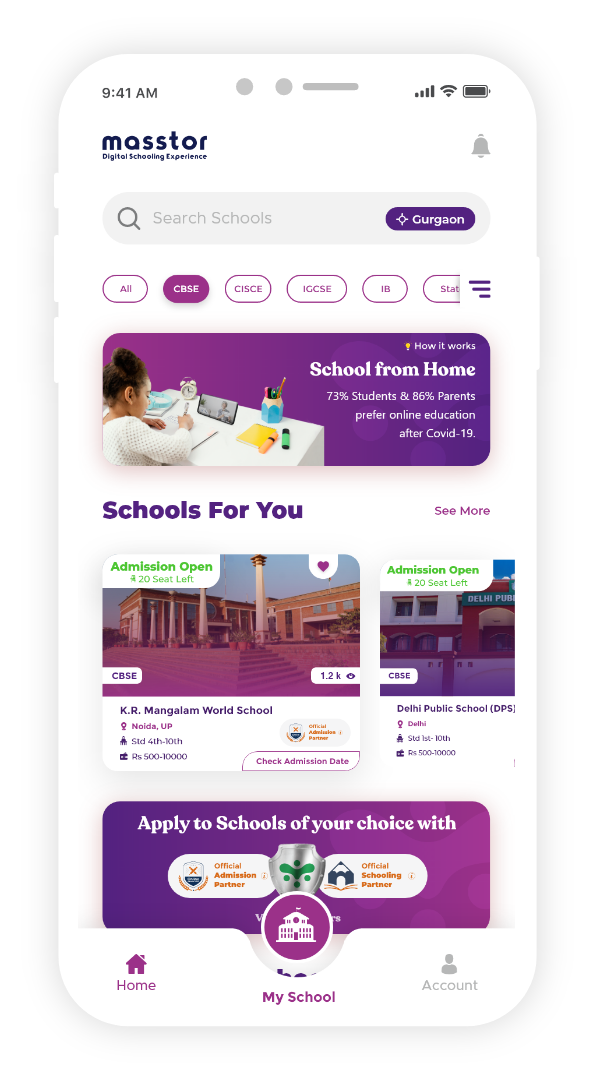 9:41 AM
masstor
Digital Schooling Experience
Search Schools
Gurgaon
All CBSE CISCE IGCSE IB Stat
How it works
School from Home
73% Students & 86% Parents
prefer online education
after Covid-19.
Schools For You
See More
Admission Open
20 Seat Left
CBSE
1.2 k
K.R. Mangalam World School
Noida, UP
Std 4th-10th
Rs 500-10000
Official
Admission
Partner
Check Admission Date
Admission Open
20 Seat Left
DELHI PUB
CBSE
Delhi Public School (DPS)
Delhi
Std 1st- 10th
Rs 500-10000
Apply to Schools of your choice with
Official
Admission
Partner
Official
Schooling
Partner
Home
My School
Account